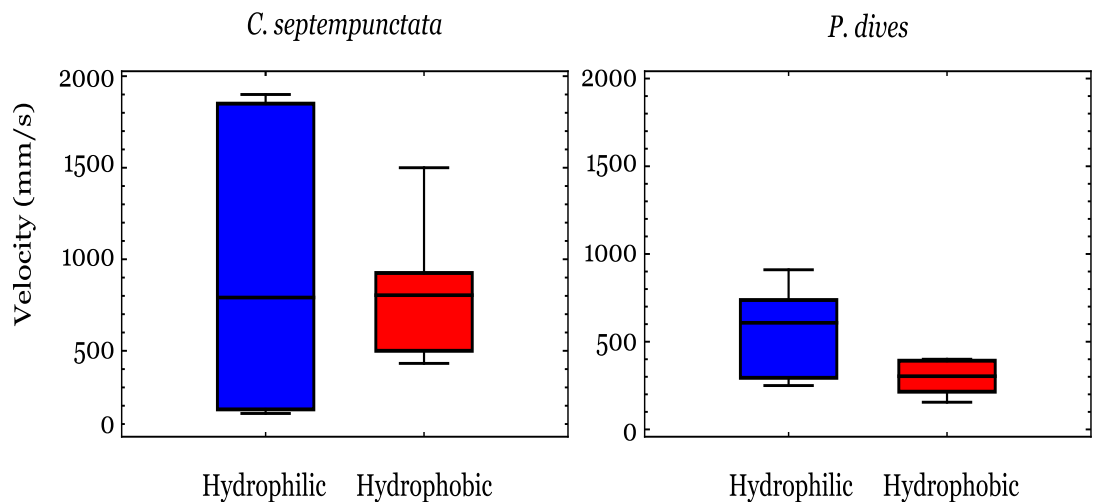 C. septempunctata
P. dives
Velocity (mm/s)
2000
1500
1000
500
0
2000
1500
1000
500
0
Hydrophilic
Hydrophobic
Hydrophilic
Hydrophobic